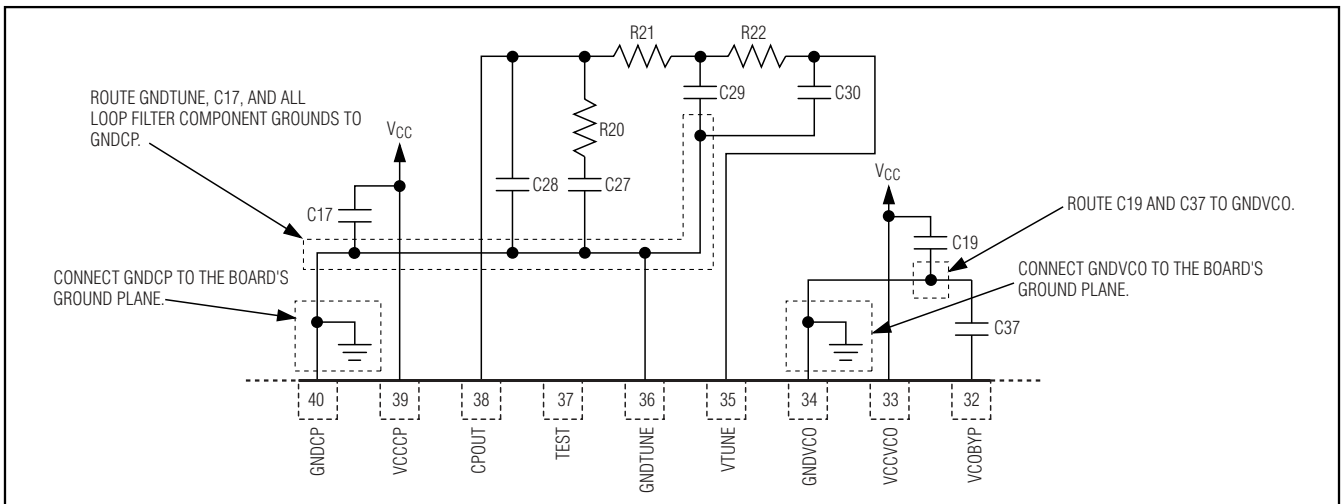 R21
R22
ROUTE GNDTUNE, C17, AND ALL
LOOP FILTER COMPONENT GROUNDS TO
GNDCP.
VCC
C29
C30
R20
C28
C27
C17
VCC
ROUTE C19 AND C37 TO GNDVCO.
C19
CONNECT GNDCP TO THE BOARD'S
GROUND PLANE.
CONNECT GNDVCO TO THE BOARD'S
GROUND PLANE.
C37
40
39
38
37
36
35
34
33
32
GNDCP
VCCCP
CPOUT
TEST
GNDTUNE
VTUNE
GNDVCO
VCCVCO
VCOBYP